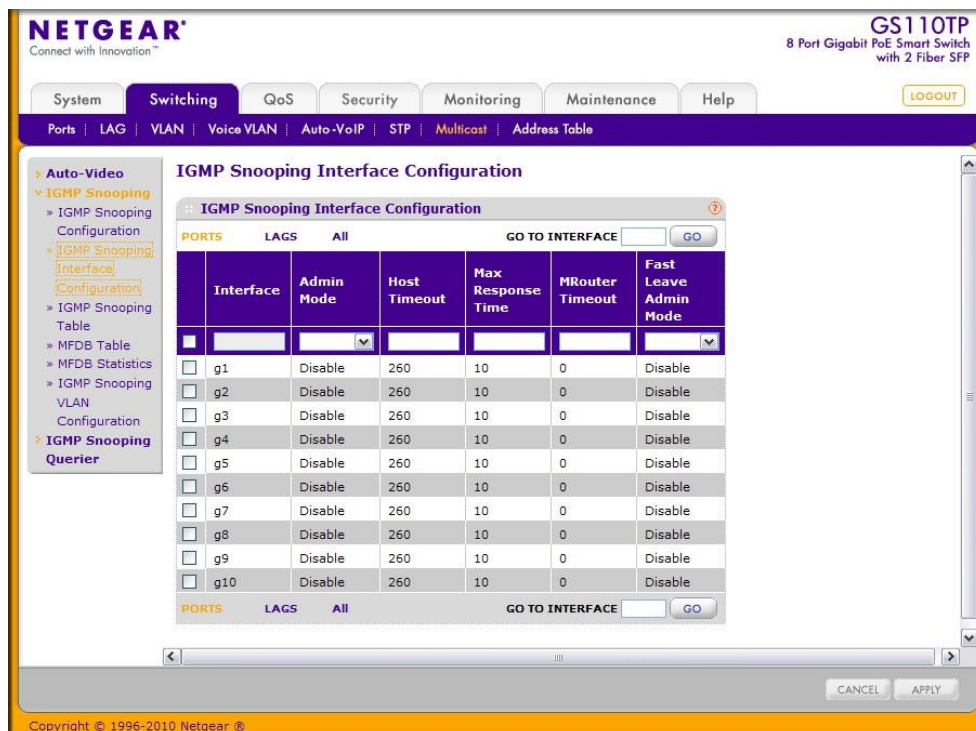 NETGEAR®
Connect with Innovation™
GS110TP
8 Port Gigabit PoE Smart Switch
with 2 Fiber SFP
System Switching QoS Security Monitoring Maintenance Help LOGOUT
Ports | LAG | VLAN | Voice VLAN | Auto-VoIP | STP | Multicast | Address Table
Auto-Video
IGMP Snooping
» IGMP Snooping
Configuration
» IGMP Snooping
Interface
Configuration
» IGMP Snooping
Table
» MFDB Table
» MFDB Statistics
» IGMP Snooping
VLAN
Configuration
IGMP Snooping
Querier
IGMP Snooping Interface Configuration
IGMP Snooping Interface Configuration ?
PORTS LAGS All GO TO INTERFACE GO
Interface Admin Mode Host Timeout Max Response Time MRouter Timeout Fast Leave Admin Mode
g1 Disable 260 10 0 Disable
g2 Disable 260 10 0 Disable
g3 Disable 260 10 0 Disable
g4 Disable 260 10 0 Disable
g5 Disable 260 10 0 Disable
g6 Disable 260 10 0 Disable
g7 Disable 260 10 0 Disable
g8 Disable 260 10 0 Disable
g9 Disable 260 10 0 Disable
g10 Disable 260 10 0 Disable
PORTS LAGS All GO TO INTERFACE GO
CANCEL APPLY
Copyright © 1996-2010 Netgear ®